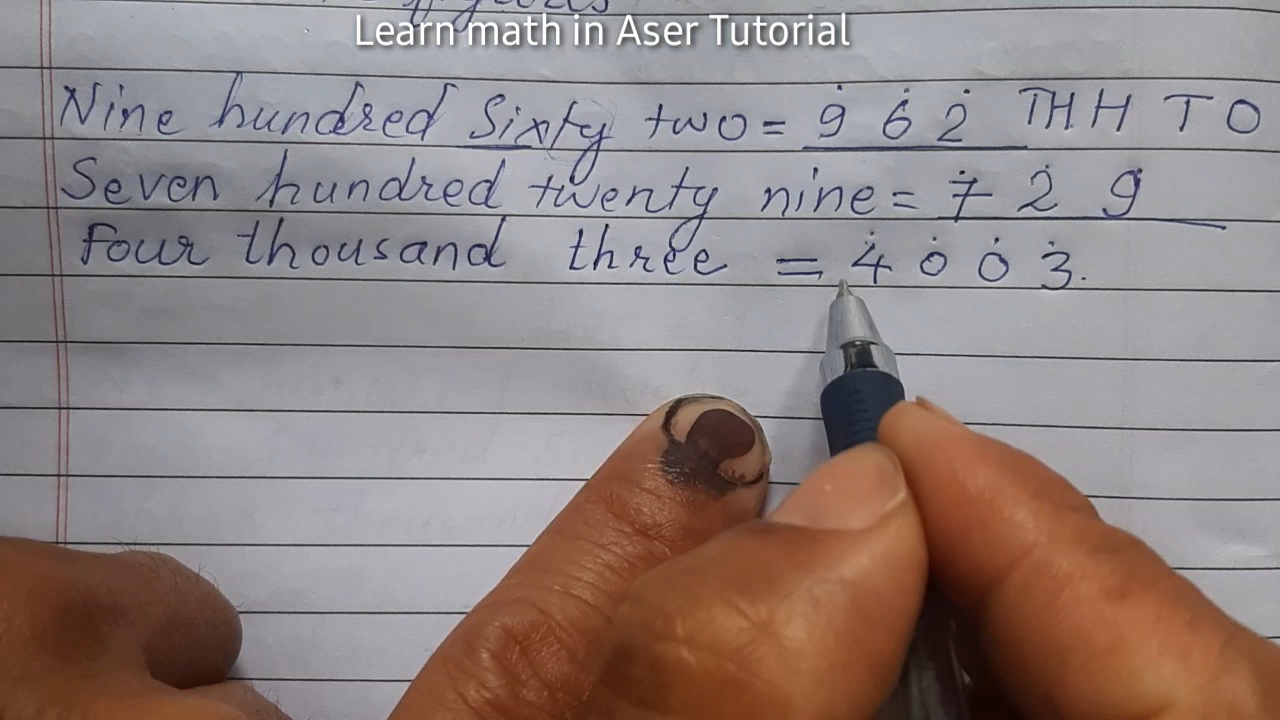 Learn math in Aser Tutorial
Nine hundred Sixty two = 9 6 2 TH H T O
Seven hundred twenty nine = 7 2 9
four thousand three = 4 0 0 3.